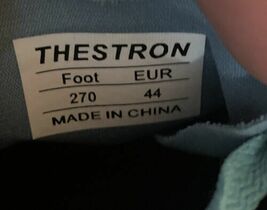 THESTRON
Foot EUR
270 44
MADE IN CHINA